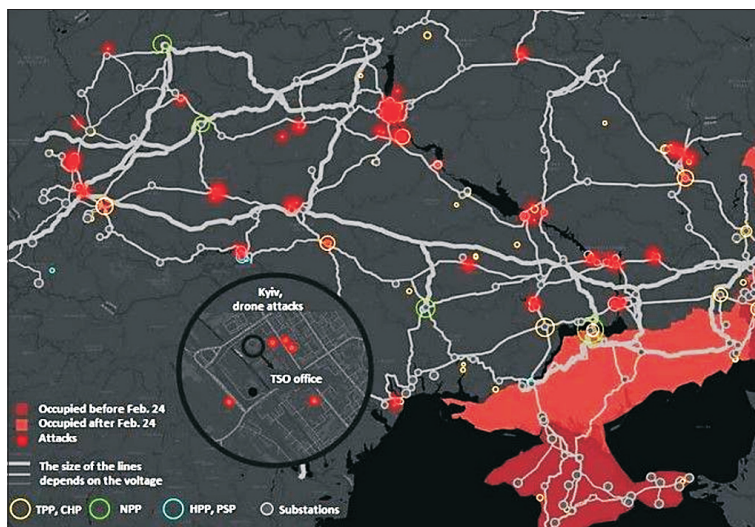 Kyiv,
drone attacks
TSO office
Occupied before Feb. 24
Occupied after Feb. 24
Attacks
The size of the lines
depends on the voltage
TPP, CHP
NPP
HPP, PSP
Substations